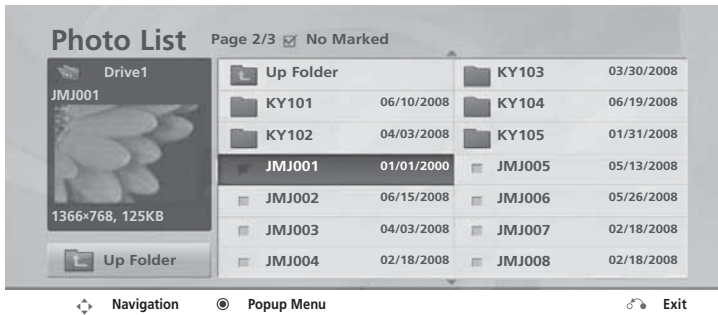 Photo List Page 2/3 No Marked
Drive1
JMJ001
1366×768, 125KB
Up Folder
Up Folder
KY101 06/10/2008
KY102 04/03/2008
JMJ001 01/01/2000
JMJ002 06/15/2008
JMJ003 04/03/2008
JMJ004 02/18/2008
KY103 03/30/2008
KY104 06/19/2008
KY105 01/31/2008
JMJ005 05/13/2008
JMJ006 05/26/2008
JMJ007 02/18/2008
JMJ008 02/18/2008
Navigation Popup Menu Exit